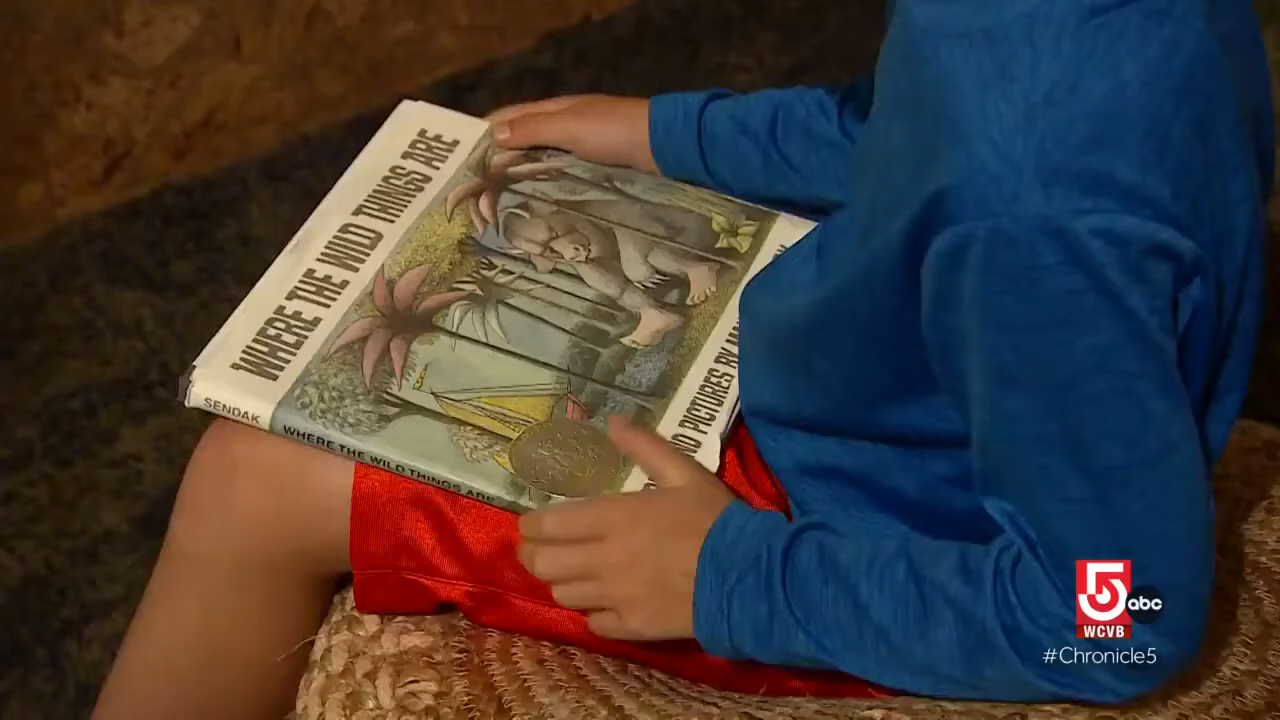 WHERE THE WILD THINGS ARE
PICTURES BY
SENDAK
WHERE THE WILD THINGS ARE
5
abc
WCVB
#Chronicle5